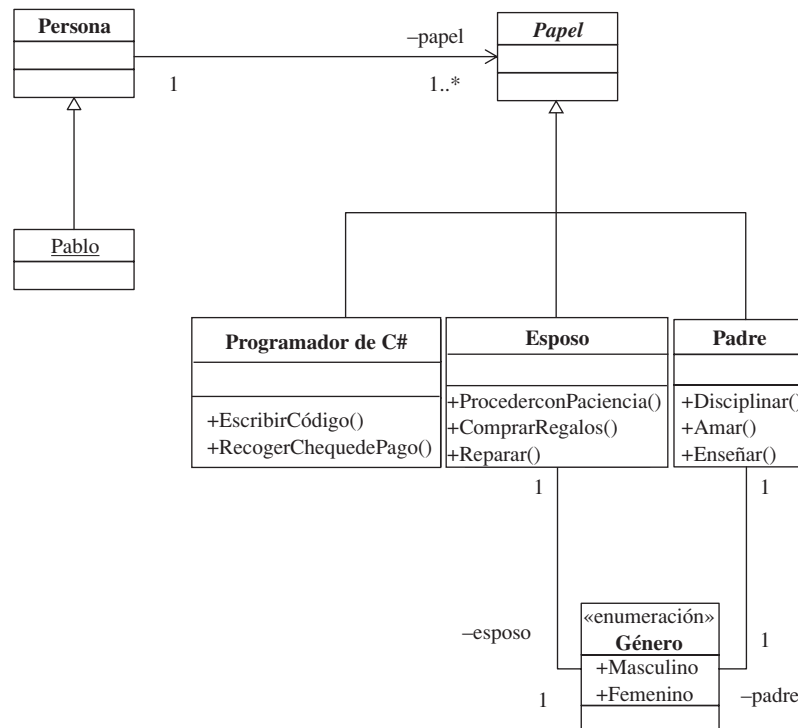 Persona
–papel
Papel
1
1..*
Pablo
Programador de C#
+EscribirCódigo()
+RecogerChequedePago()
Esposo
+ProcederconPaciencia()
+ComprarRegalos()
+Reparar()
Padre
+Disciplinar()
+Amar()
+Enseñar()
1
1
«enumeración»
Género
+Masculino
+Femenino
–esposo
1
1
–padre